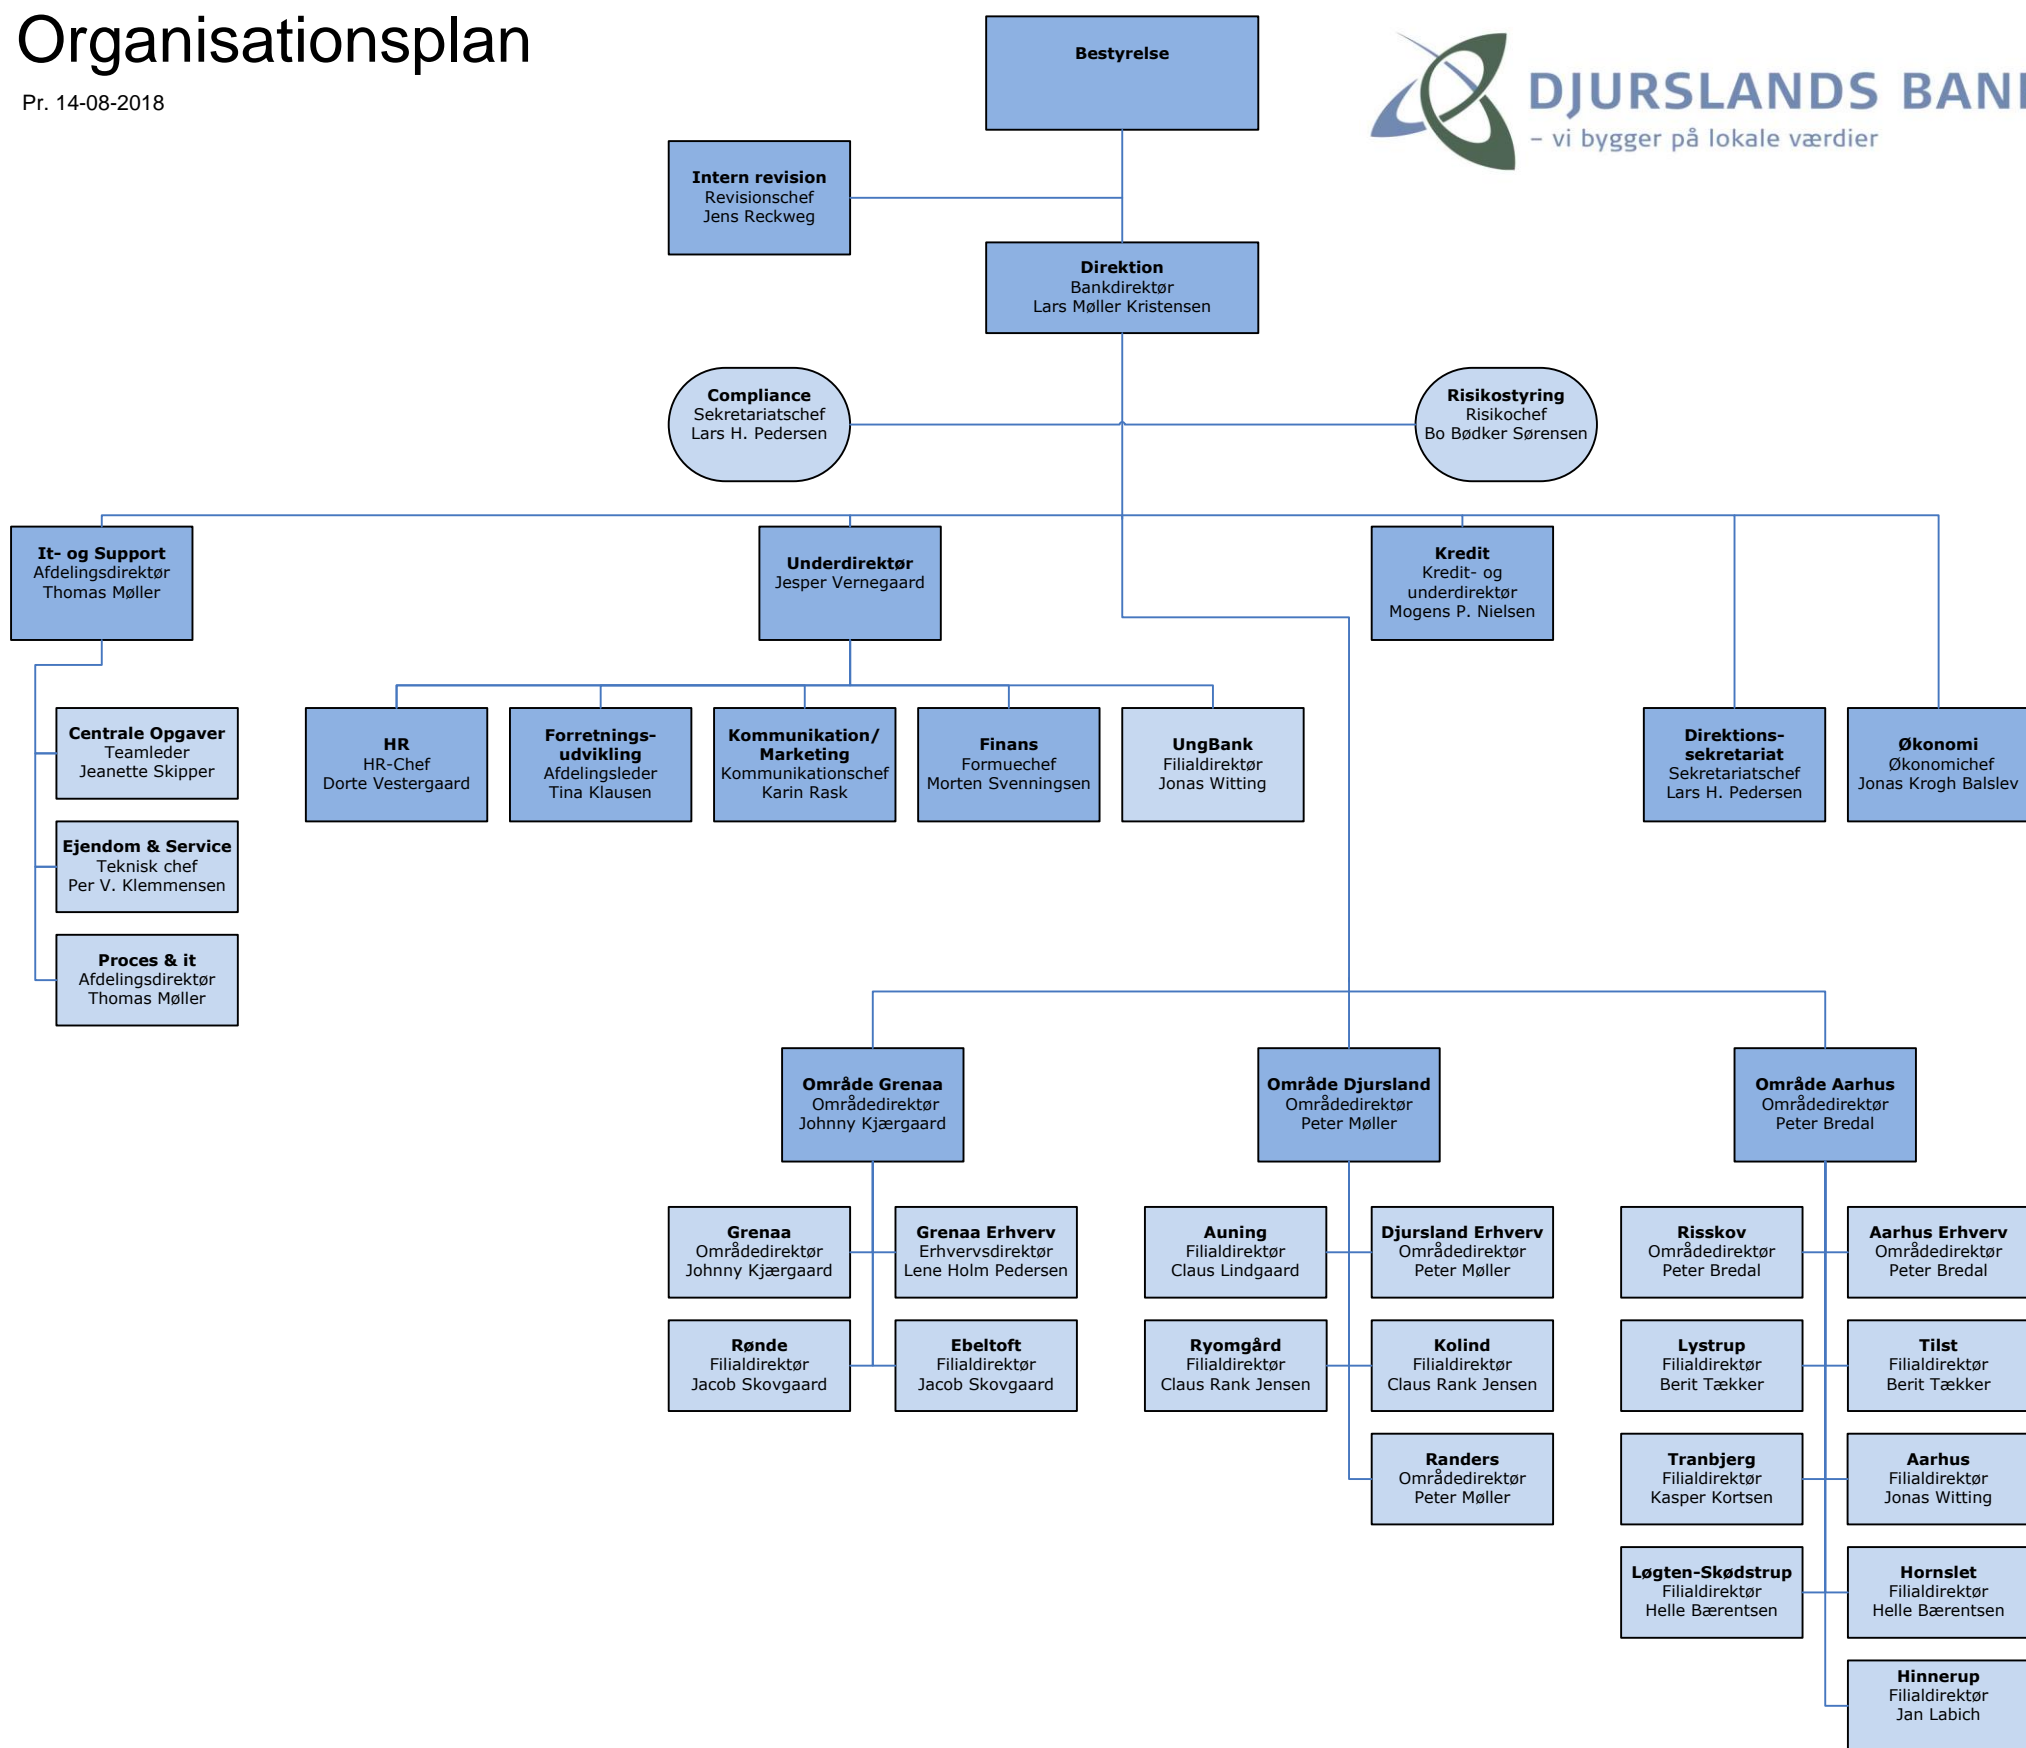 Organisationsplan
Pr. 14-08-2018
Bestyrelse
DJURSLANDS BAN
– vi bygger på lokale værdier
Intern revision
Revisionschef
Jens Reckweg
Direktion
Bankdirektør
Lars Møller Kristensen
Compliance
Sekretariatschef
Lars H. Pedersen
Risikostyring
Risikochef
Bo Bødker Sørensen
It- og Support
Afdelingsdirektør
Thomas Møller
Underdirektør
Jesper Vernegaard
Kredit
Kredit- og
underdirektør
Mogens P. Nielsen
Centrale Opgaver
Teamleder
Jeanette Skipper
Ejendom & Service
Teknisk chef
Per V. Klemmensen
Proces & it
Afdelingsdirektør
Thomas Møller
HR
HR-Chef
Dorte Vestergaard
Forretnings-
udvikling
Afdelingsleder
Tina Klausen
Kommunikation/
Marketing
Kommunikationschef
Karin Rask
Finans
Formuechef
Morten Svenningsen
UngBank
Filialdirektør
Jonas Witting
Direktions-
sekretariat
Sekretariatschef
Lars H. Pedersen
Økonomi
Økonomichef
Jonas Krogh Balslev
Område Grenaa
Områdedirektør
Johnny Kjærgaard
Område Djursland
Områdedirektør
Peter Møller
Område Aarhus
Områdedirektør
Peter Bredal
Grenaa
Områdedirektør
Johnny Kjærgaard
Grenaa Erhverv
Erhvervsdirektør
Lene Holm Pedersen
Rønde
Filialdirektør
Jacob Skovgaard
Ebeltoft
Filialdirektør
Jacob Skovgaard
Auning
Filialdirektør
Claus Lindgaard
Djursland Erhverv
Områdedirektør
Peter Møller
Ryomgård
Filialdirektør
Claus Rank Jensen
Kolind
Filialdirektør
Claus Rank Jensen
Randers
Områdedirektør
Peter Møller
Risskov
Områdedirektør
Peter Bredal
Aarhus Erhverv
Områdedirektør
Peter Bredal
Lystrup
Filialdirektør
Berit Tækker
Tilst
Filialdirektør
Berit Tækker
Tranbjerg
Filialdirektør
Kasper Kortsen
Aarhus
Filialdirektør
Jonas Witting
Løgten-Skødstrup
Filialdirektør
Helle Bærentsen
Hornslet
Filialdirektør
Helle Bærentsen
Hinnerup
Filialdirektør
Jan Labich